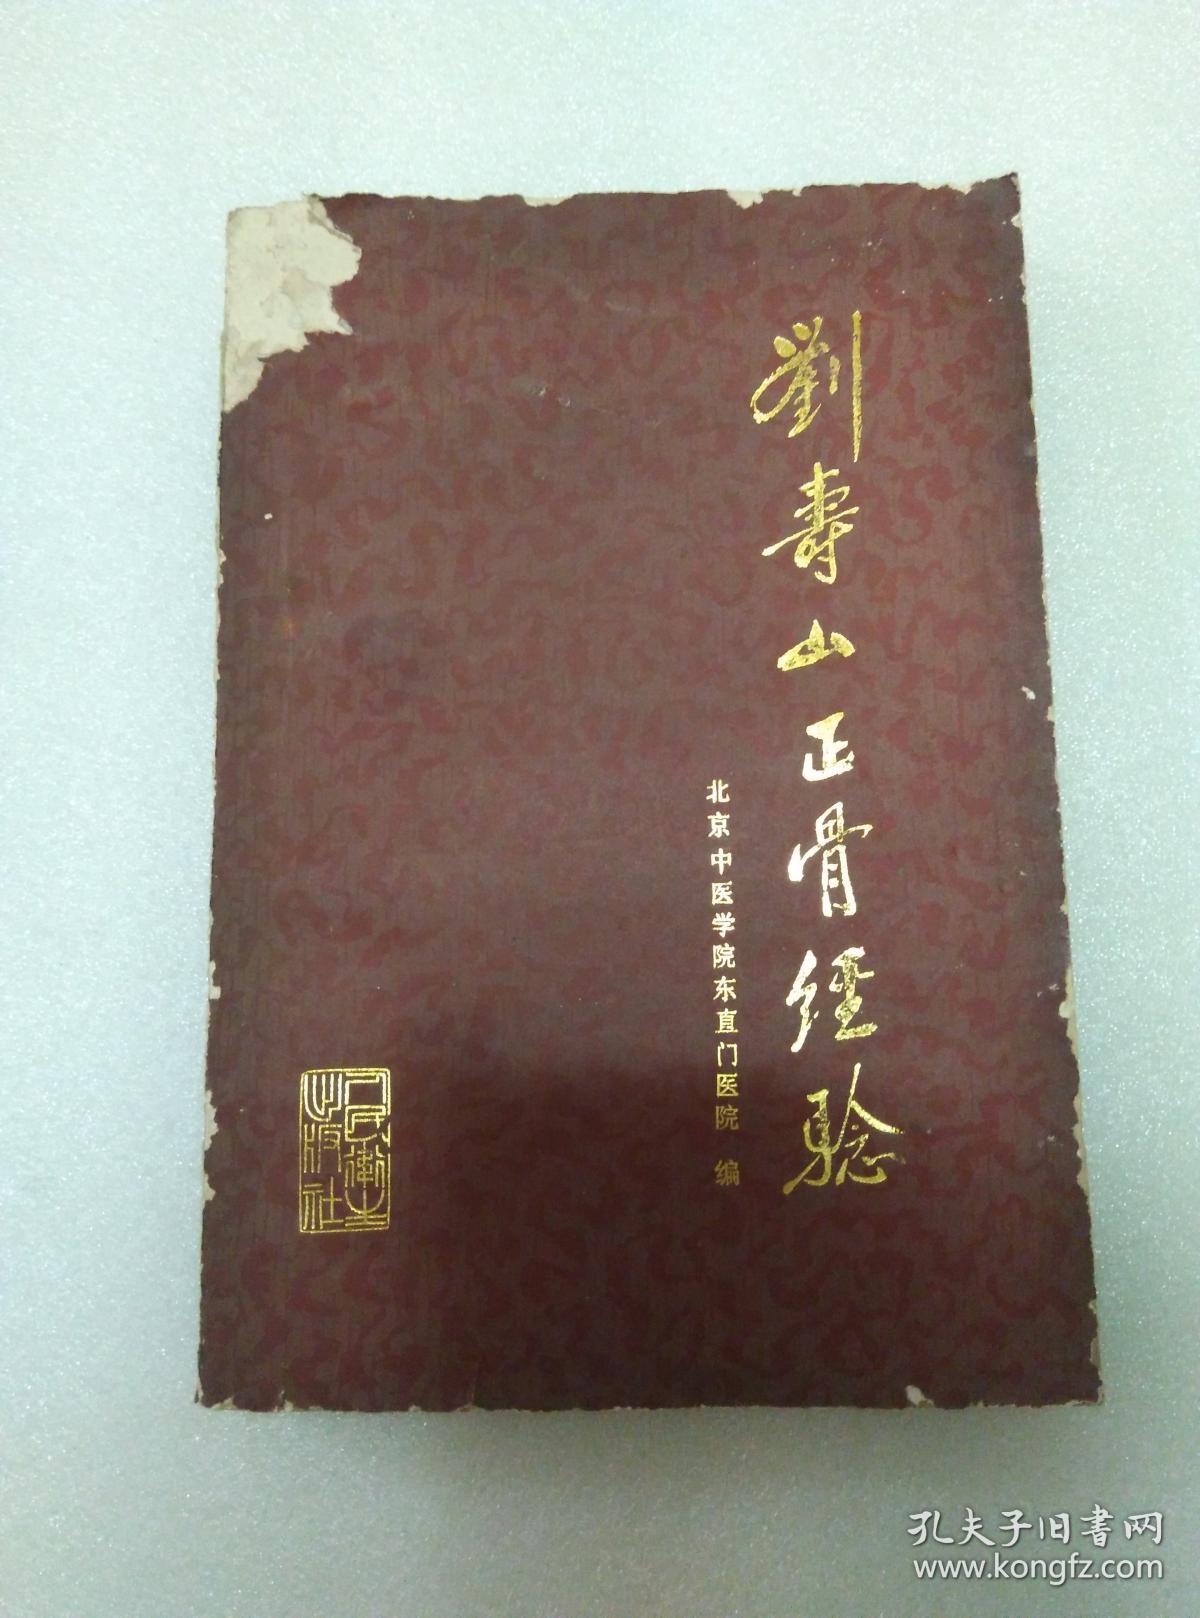 劉壽山正骨經驗
北京中医学院东直门医院 编
人民衛生
出版社
孔夫子旧書网
www.kongfz.com